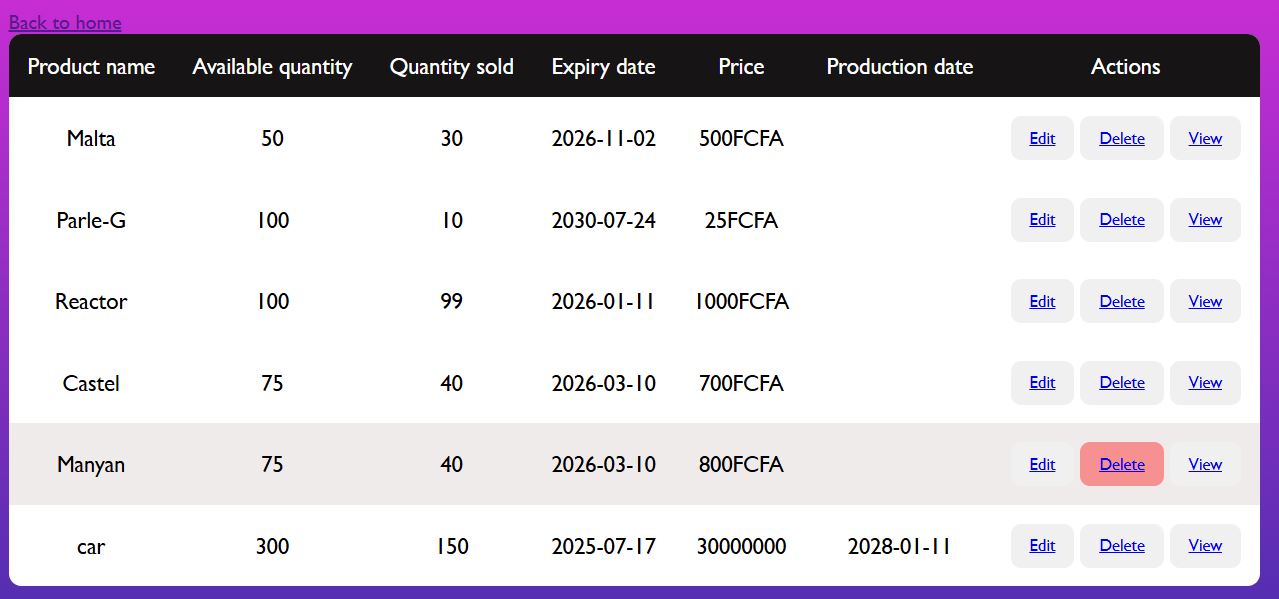 Back to home
Product name Available quantity Quantity sold Expiry date Price Production date Actions
Malta 50 30 2026-11-02 500FCFA Edit Delete View
Parle-G 100 10 2030-07-24 25FCFA Edit Delete View
Reactor 100 99 2026-01-11 1000FCFA Edit Delete View
Castel 75 40 2026-03-10 700FCFA Edit Delete View
Manyan 75 40 2026-03-10 800FCFA Edit Delete View
car 300 150 2025-07-17 30000000 2028-01-11 Edit Delete View